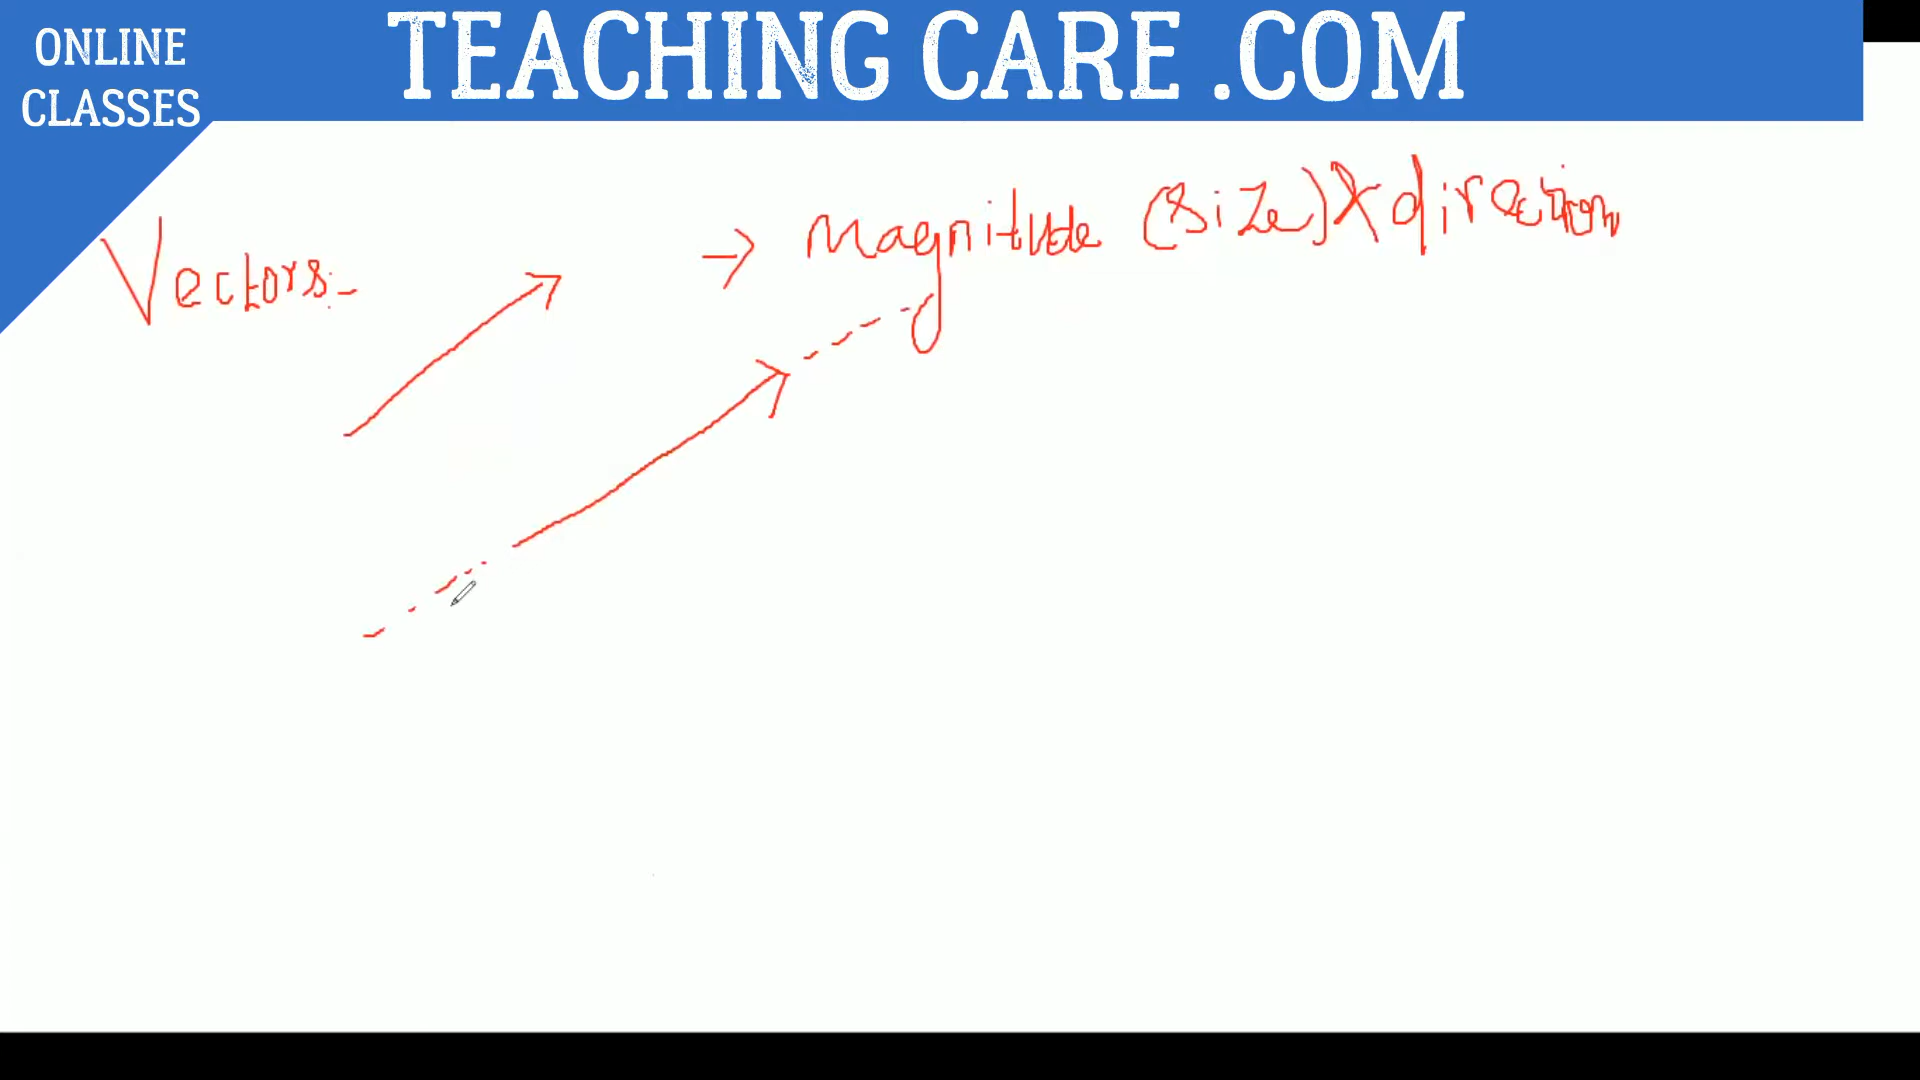 ONLINE
CLASSES
TEACHING CARE .COM
Vectors:-
→ Magnitude (size) & direction